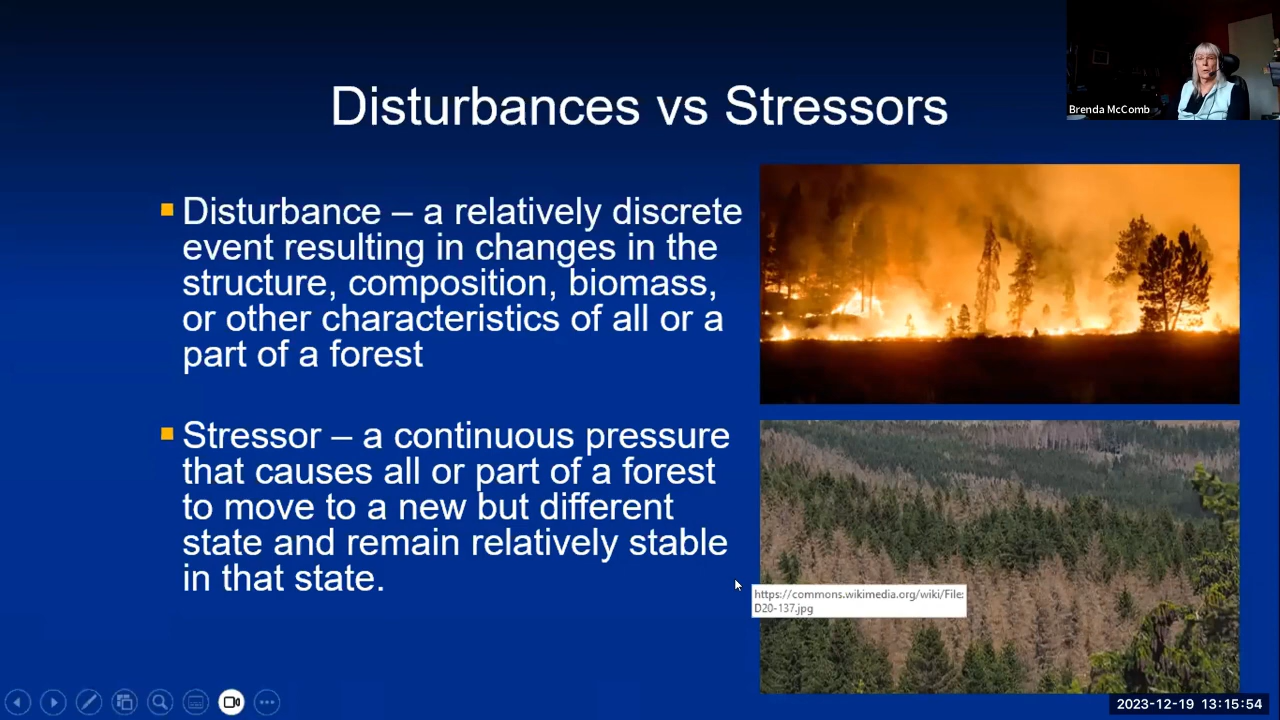 Brenda McComb
Disturbances vs Stressors
Disturbance – a relatively discrete
event resulting in changes in the
structure, composition, biomass,
or other characteristics of all or a
part of a forest
Stressor – a continuous pressure
that causes all or part of a forest
to move to a new but different
state and remain relatively stable
in that state.
https://commons.wikimedia.org/wiki/File:
D20-137.jpg
2023-12-19 13:15:54